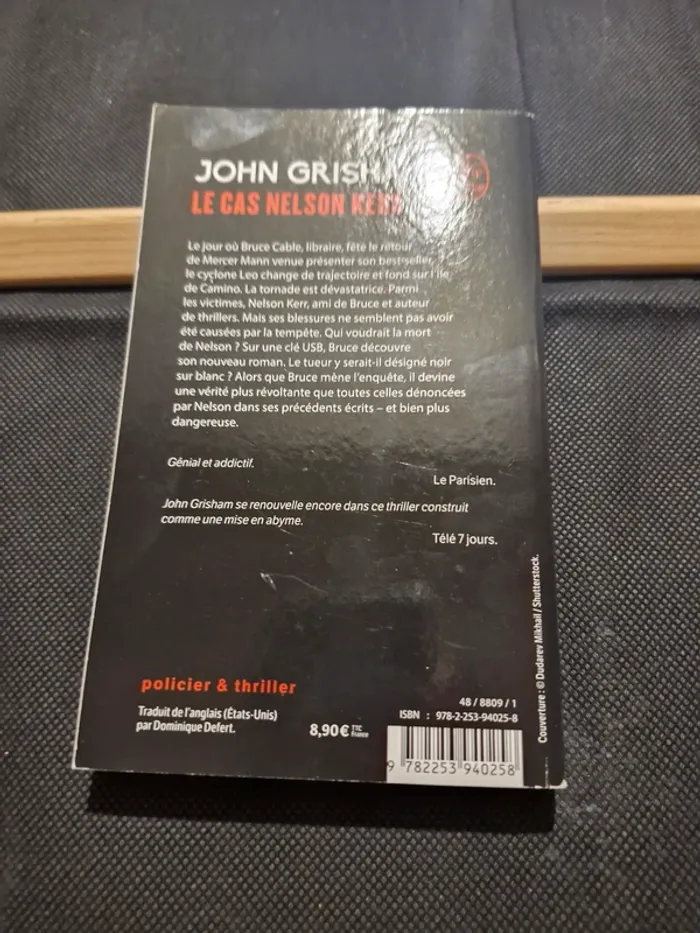 JOHN GRISHA
LE CAS NELSON KERR
Le jour où Bruce Cable, libraire, fête le retour
de Mercer Mann venue présenter son best-seller,
le cyclone Leo change de trajectoire et fond sur l'île
de Camino. La tornade est dévastatrice. Parmi
les victimes, Nelson Kerr, ami de Bruce et auteur
de thrillers. Mais ses blessures ne semblent pas avoir
été causées par la tempête. Qui voudrait la mort
de Nelson ? Sur une clé USB, Bruce découvre
son nouveau roman. Le tueur y serait-il désigné noir
sur blanc ? Alors que Bruce mène l'enquête, il devine
une vérité plus révoltante que toutes celles dénoncées
par Nelson dans ses précédents écrits – et bien plus
dangereuse.
Génial et addictif.
Le Parisien.
John Grisham se renouvelle encore dans ce thriller construit
comme une mise en abyme.
Télé 7 jours.
policier & thriller
Traduit de l'anglais (États-Unis)
par Dominique Defert.
8,90 € TTC
France
48 / 8809 / 1
ISBN : 978-2-253-94025-8
9 782253 940258
Couverture : © Dudarev Mikhail / Shutterstock.